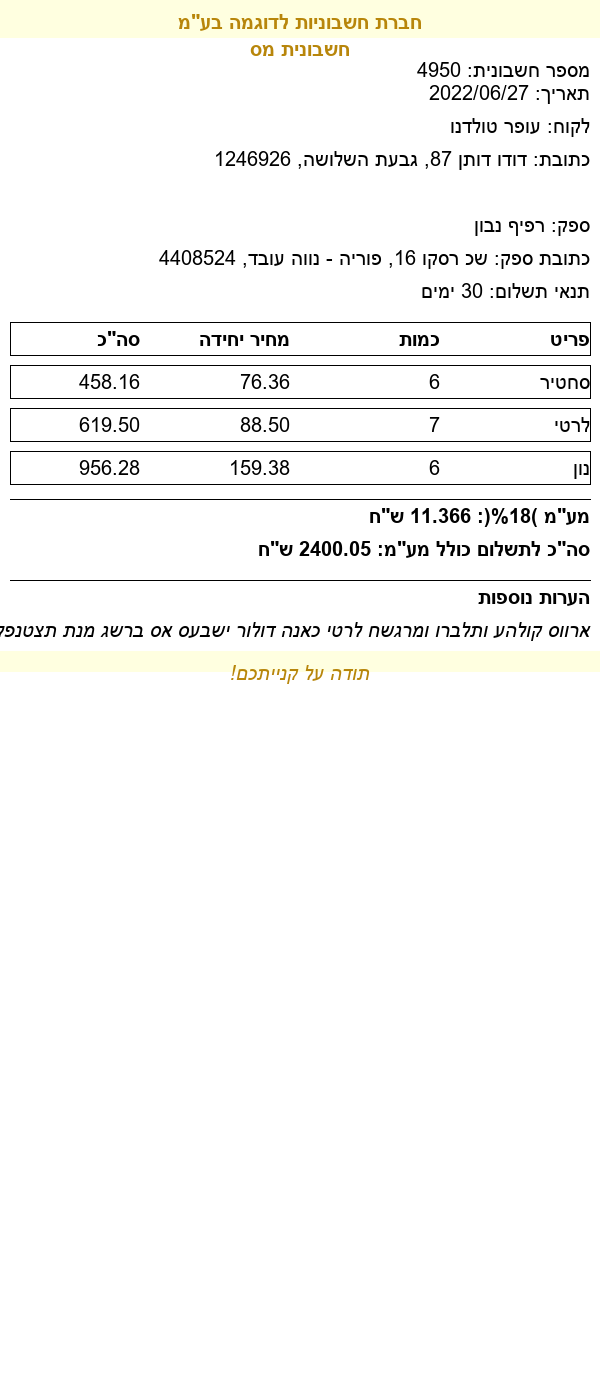 חברת חשבוניות לדוגמה בע"מ
חשבונית מס
מספר חשבונית: 4950
תאריך: 2022/06/27
לקוח: עופר טולדנו
כתובת: דודו דותן 87, גבעת השלושה, 1246926
ספק: רפיף נבון
כתובת ספק: שכ רסקו 16, פוריה - נווה עובד, 4408524
תנאי תשלום: 30 ימים
פריט כמות מחיר יחידה סה"כ
סחטיר 6 76.36 458.16
לרטי 7 88.50 619.50
נון 6 159.38 956.28
מע"מ )18%(: 11.366 ש"ח
סה"כ לתשלום כולל מע"מ: 2400.05 ש"ח
הערות נוספות
ארווס קולהע ותלברו ומרגשח לרטי כאנה דולור ישבעס אס ברשג מנת תצטנפל
תודה על קנייתכם!